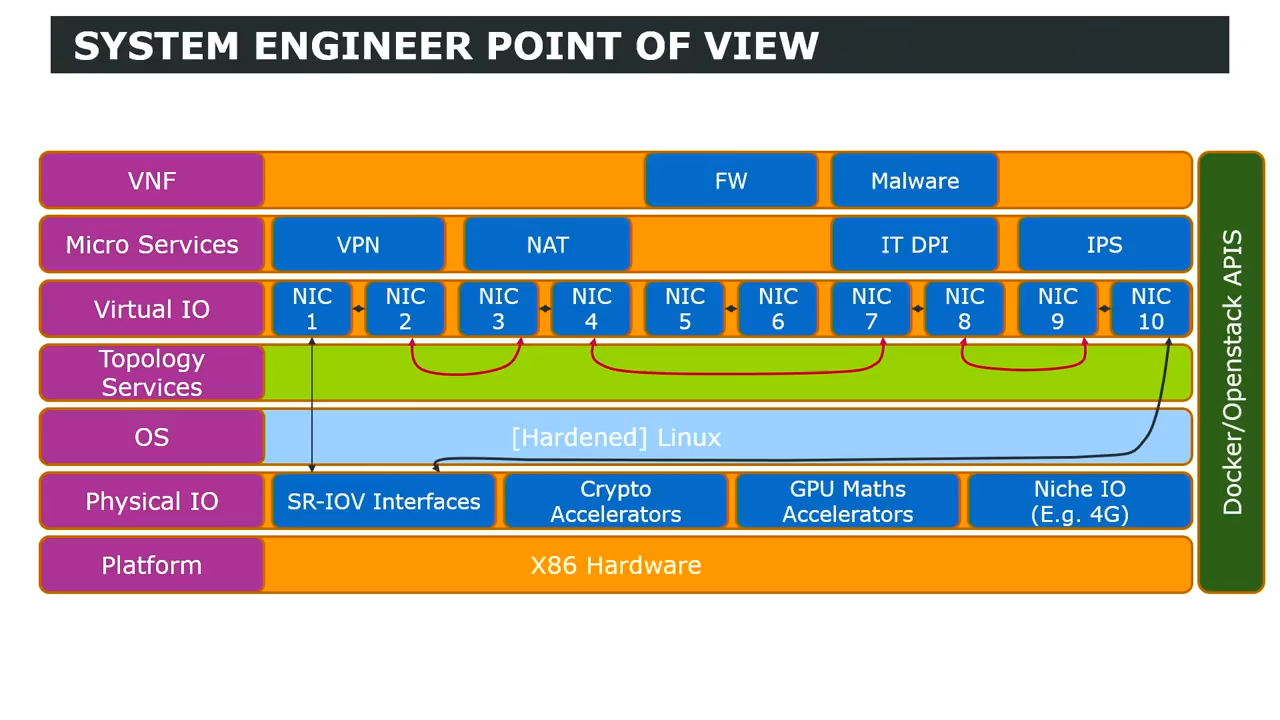 SYSTEM ENGINEER POINT OF VIEW
VNF
FW
Malware
Micro Services
VPN
NAT
IT DPI
IPS
Virtual IO
NIC
1
NIC
2
NIC
3
NIC
4
NIC
5
NIC
6
NIC
7
NIC
8
NIC
9
NIC
10
Topology
Services
OS
[Hardened] Linux
Physical IO
SR-IOV Interfaces
Crypto
Accelerators
GPU Maths
Accelerators
Niche IO
(E.g. 4G)
Platform
X86 Hardware
Docker/Openstack APIS